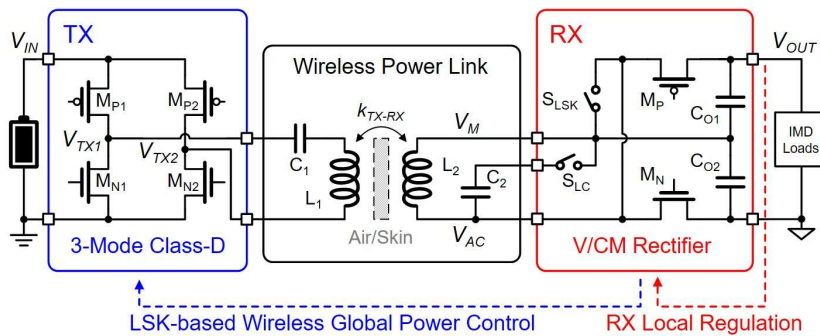 TX
RX
V_IN
V_OUT
Wireless Power Link
M_P1
M_P2
S_LSK
M_P
C_O1
k_TX-RX
V_M
V_TX1
V_TX2
C_1
IMD
Loads
M_N1
M_N2
L_1
L_2
C_2
S_LC
M_N
C_O2
Air/Skin
V_AC
3-Mode Class-D
V/CM Rectifier
LSK-based Wireless Global Power Control
RX Local Regulation